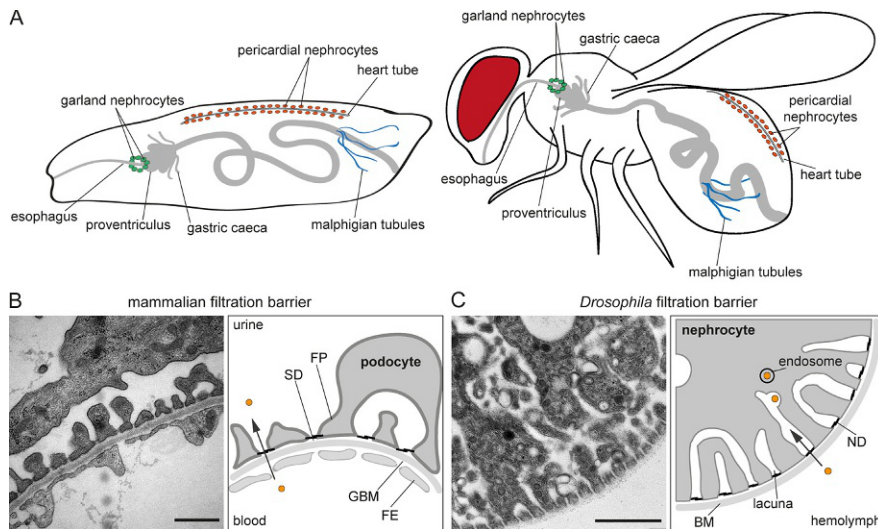 A
garland nephrocytes
pericardial nephrocytes
heart tube
esophagus
proventriculus
gastric caeca
malphigian tubules
garland nephrocytes
gastric caeca
pericardial
nephrocytes
heart tube
esophagus
proventriculus
malphigian tubules
B
mammalian filtration barrier
urine
podocyte
FP
SD
GBM
FE
blood
C
Drosophila filtration barrier
nephrocyte
endosome
ND
lacuna
BM
hemolymph